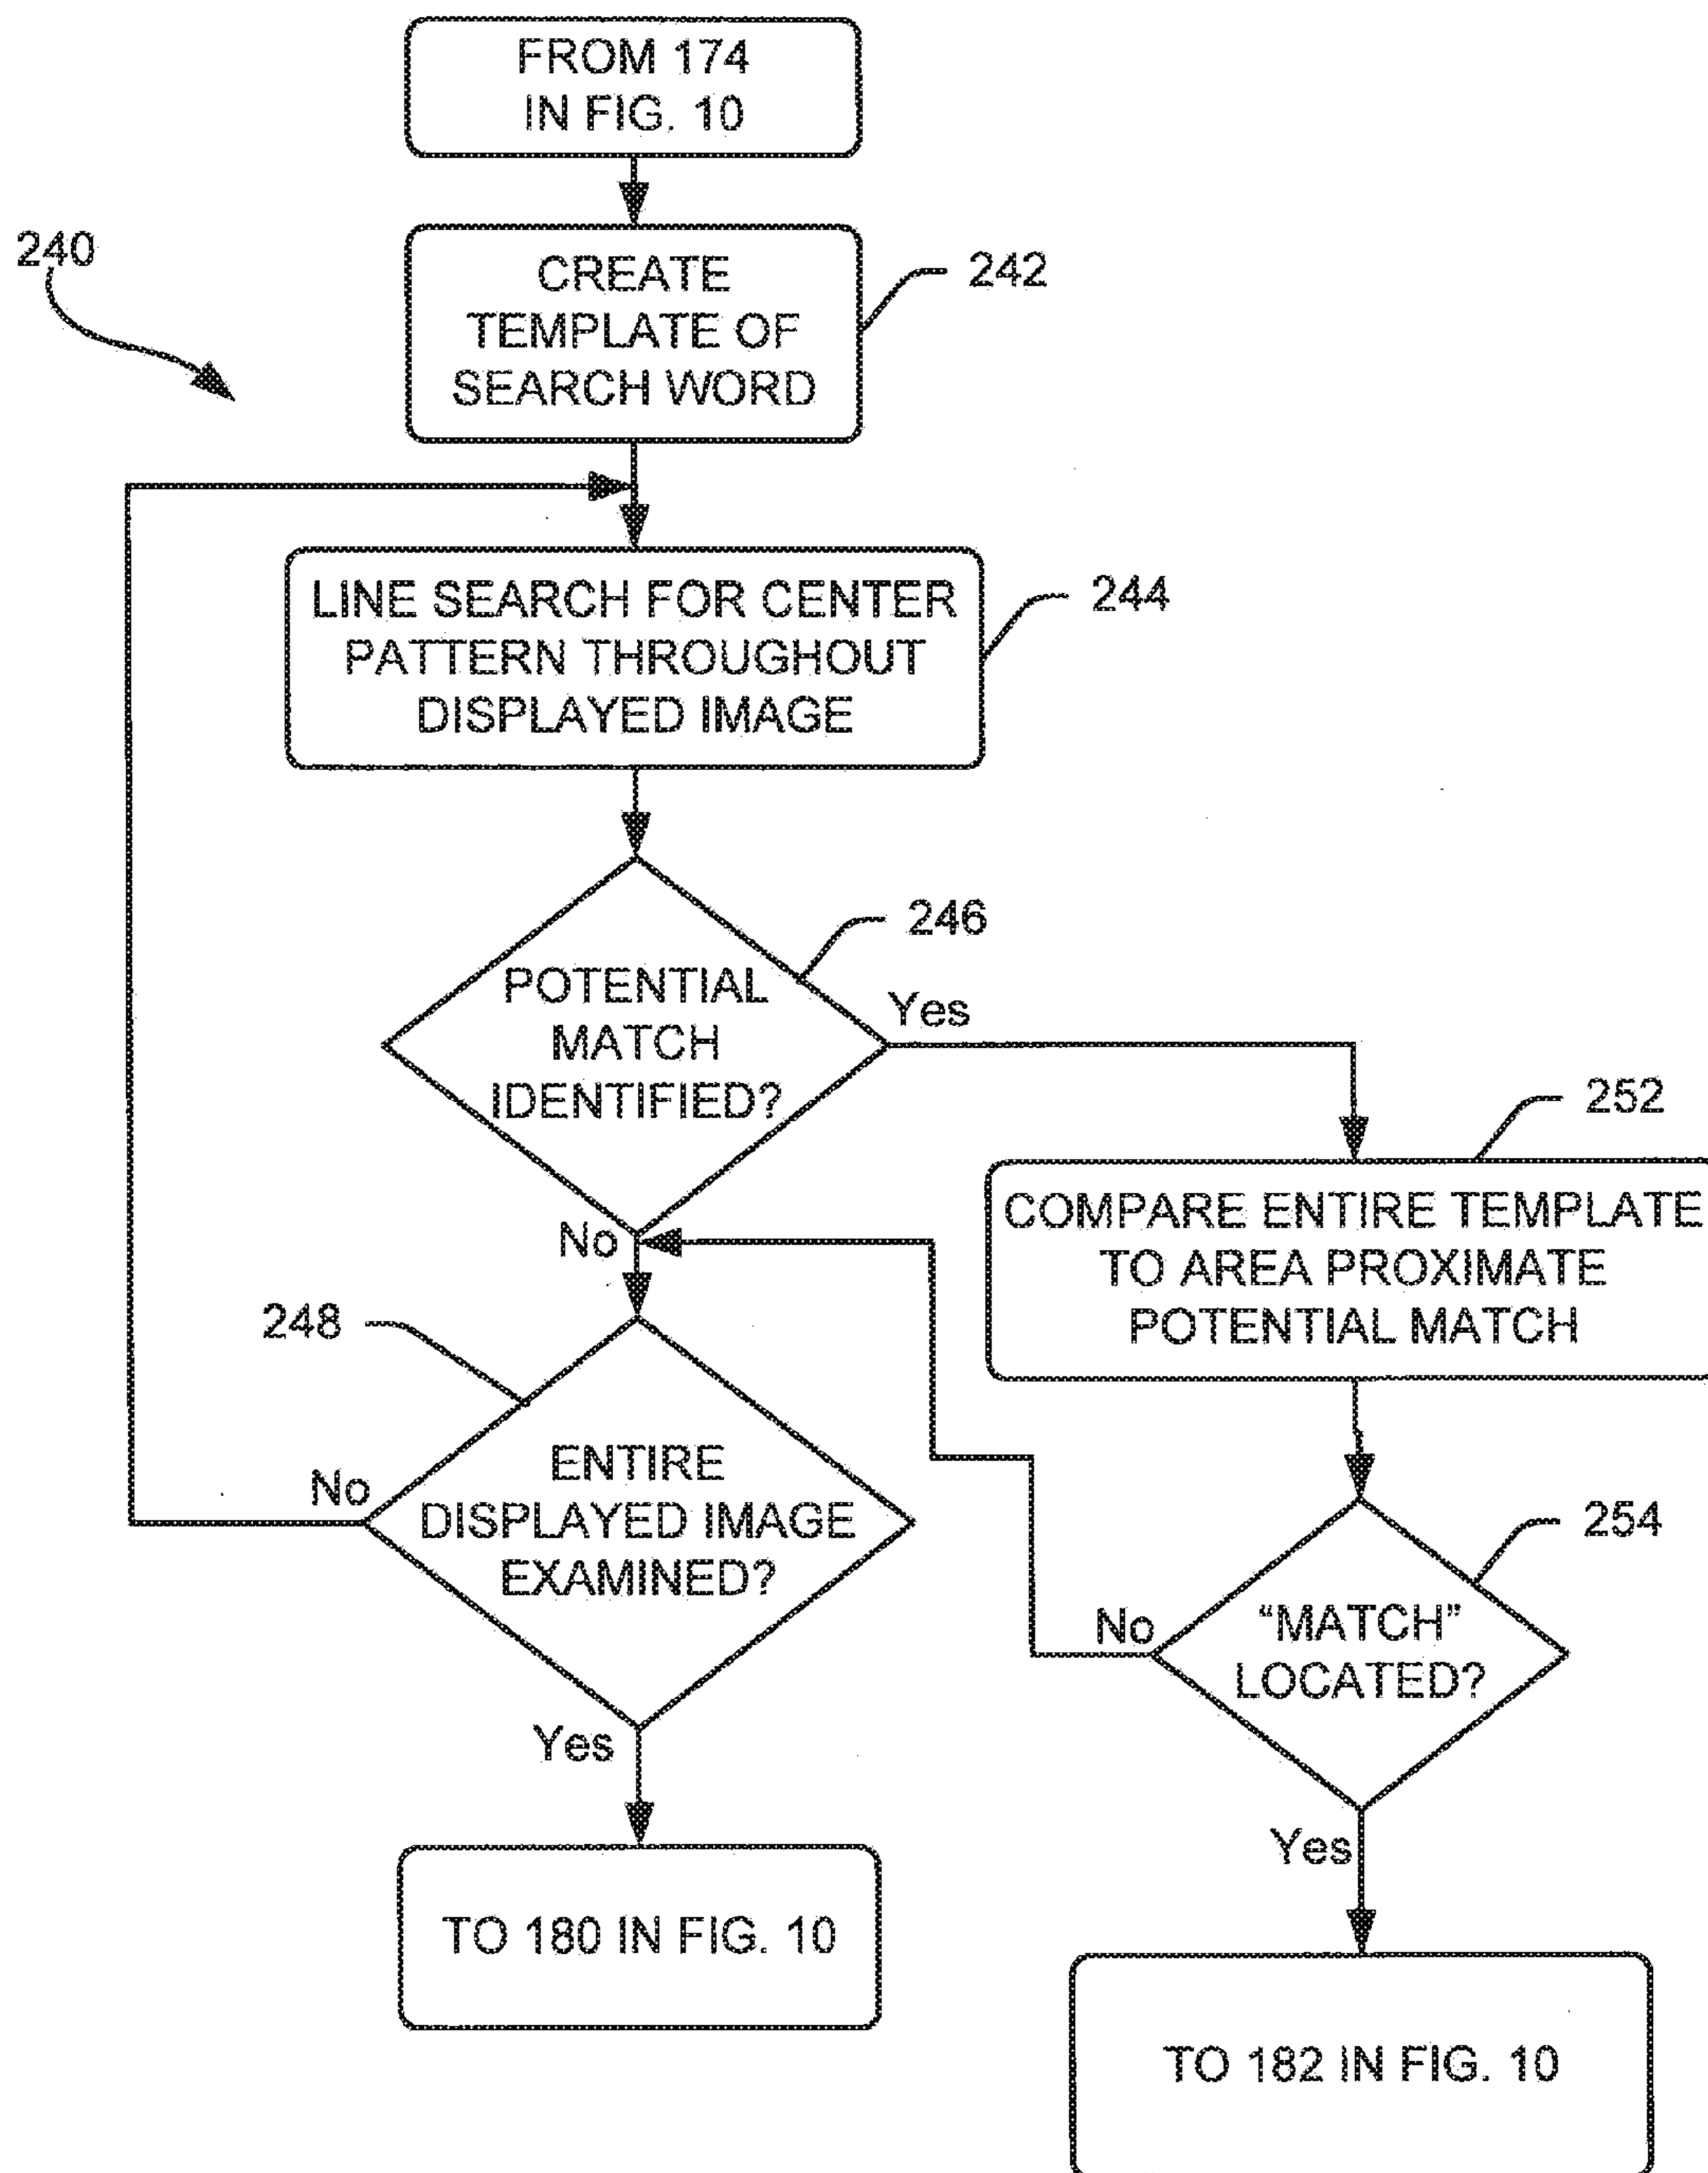 FROM 174
IN FIG. 10
240
CREATE
TEMPLATE OF
SEARCH WORD
242
LINE SEARCH FOR CENTER
PATTERN THROUGHOUT
DISPLAYED IMAGE
244
246
POTENTIAL
MATCH
IDENTIFIED?
Yes
No
252
COMPARE ENTIRE TEMPLATE
TO AREA PROXIMATE
POTENTIAL MATCH
248
ENTIRE
DISPLAYED IMAGE
EXAMINED?
No
Yes
254
"MATCH"
LOCATED?
No
Yes
TO 180 IN FIG. 10
TO 182 IN FIG. 10